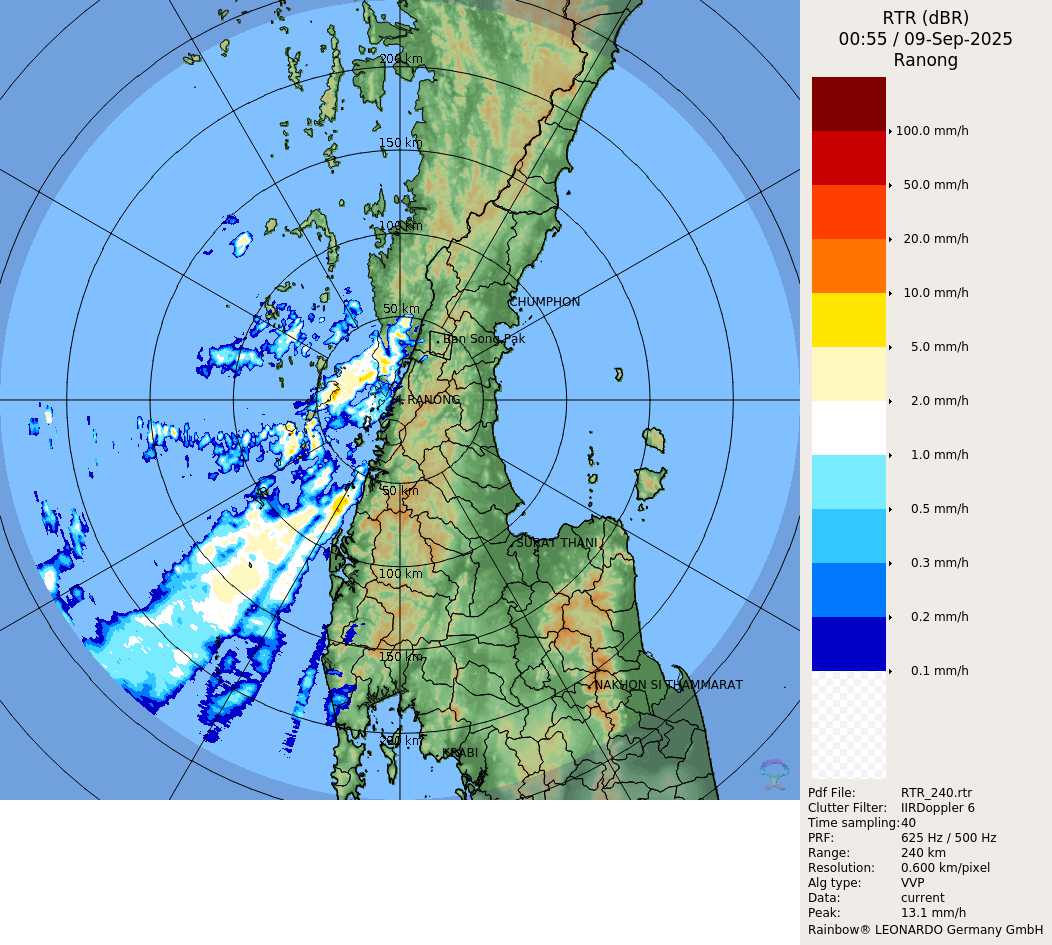 RTR (dBR)
00:55 / 09-Sep-2025
Ranong
100.0 mm/h
50.0 mm/h
20.0 mm/h
10.0 mm/h
5.0 mm/h
2.0 mm/h
1.0 mm/h
0.5 mm/h
0.3 mm/h
0.2 mm/h
0.1 mm/h
Pdf File: RTR_240.rtr
Clutter Filter: IIRDoppler 6
Time sampling: 40
PRF: 625 Hz / 500 Hz
Range: 240 km
Resolution: 0.600 km/pixel
Alg type: VVP
Data: current
Peak: 13.1 mm/h
Rainbow® LEONARDO Germany GmbH
200 km
150 km
100 km
CHUMPHON
50 km
Ban Song Pak
RANONG
50 km
SURAT THANI
100 km
150 km
NAKHON SI THAMMARAT
200 km
KRABI